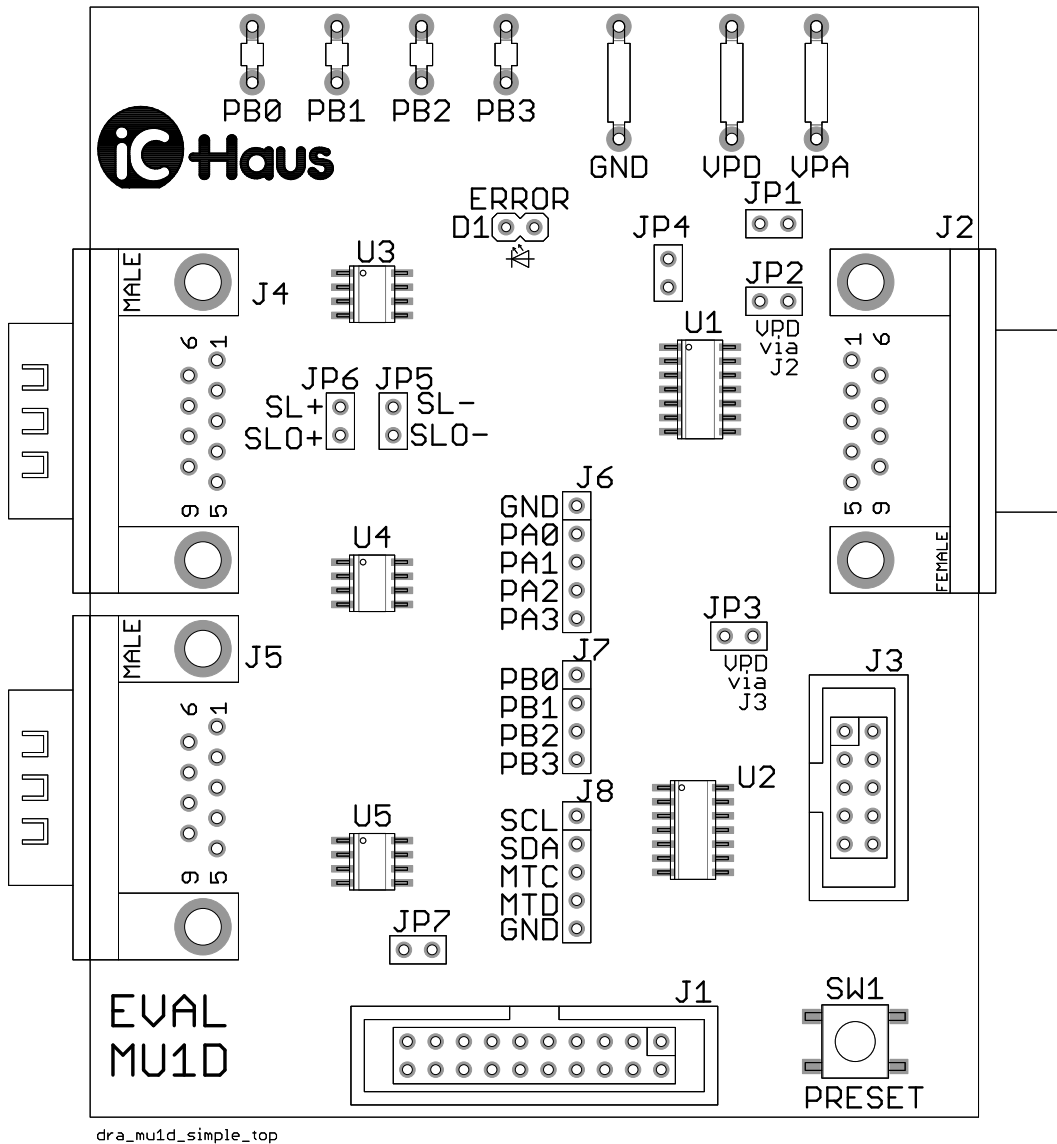 PB0 PB1 PB2 PB3
GND VPD VPA
iC Haus
ERROR
D1
JP1
JP4
J2
JP2
VPD
via
J2
U3
MALE
J4
U1
6 1
1 6
JP6 JP5
SL+ SL-
SLO+ SLO-
9 5
5 9
FEMALE
J6
GND
PA0
PA1
PA2
PA3
U4
JP3
VPD
via
J3
MALE
J5
J7
PB0
PB1
PB2
PB3
J3
6 1
U2
J8
SCL
SDA
MTC
MTD
GND
U5
9 5
JP7
EVAL
MU1D
J1
SW1
PRESET
dra_mu1d_simple_top